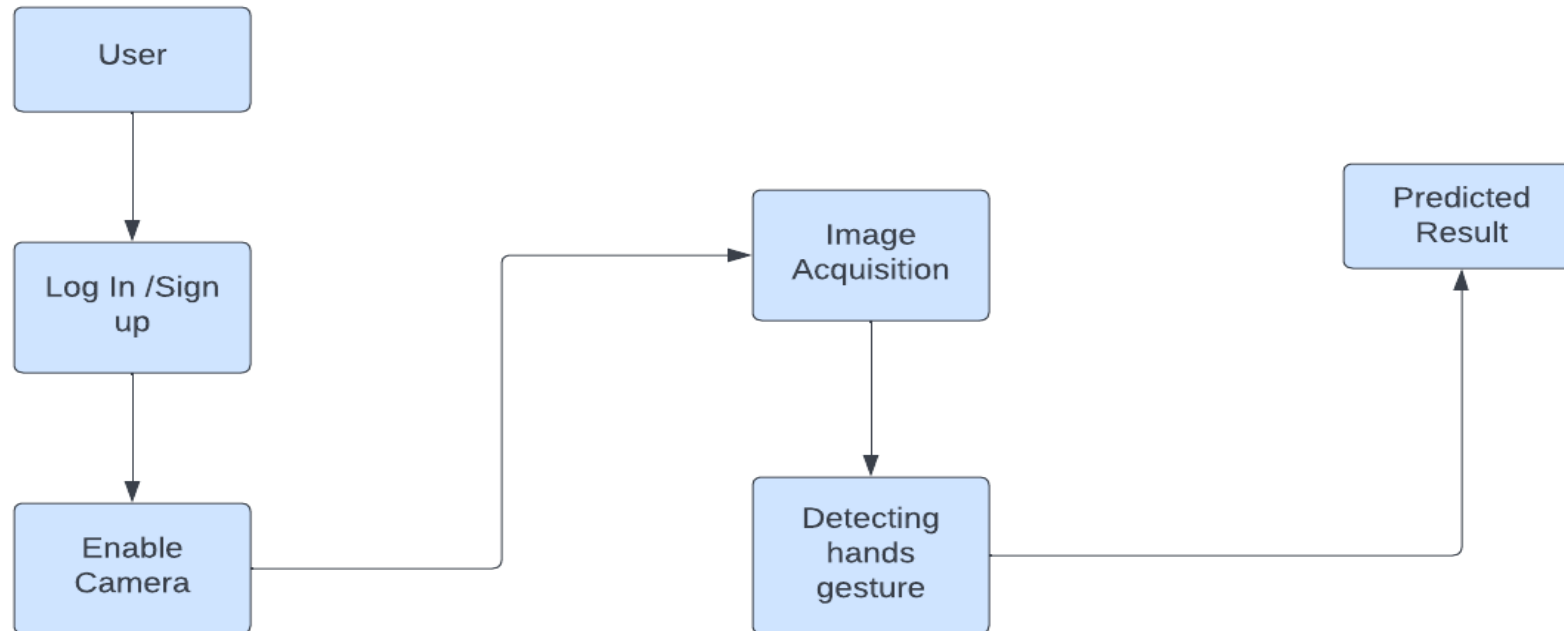 User
Log In /Sign
up
Enable
Camera
Image
Acquisition
Detecting
hands
gesture
Predicted
Result